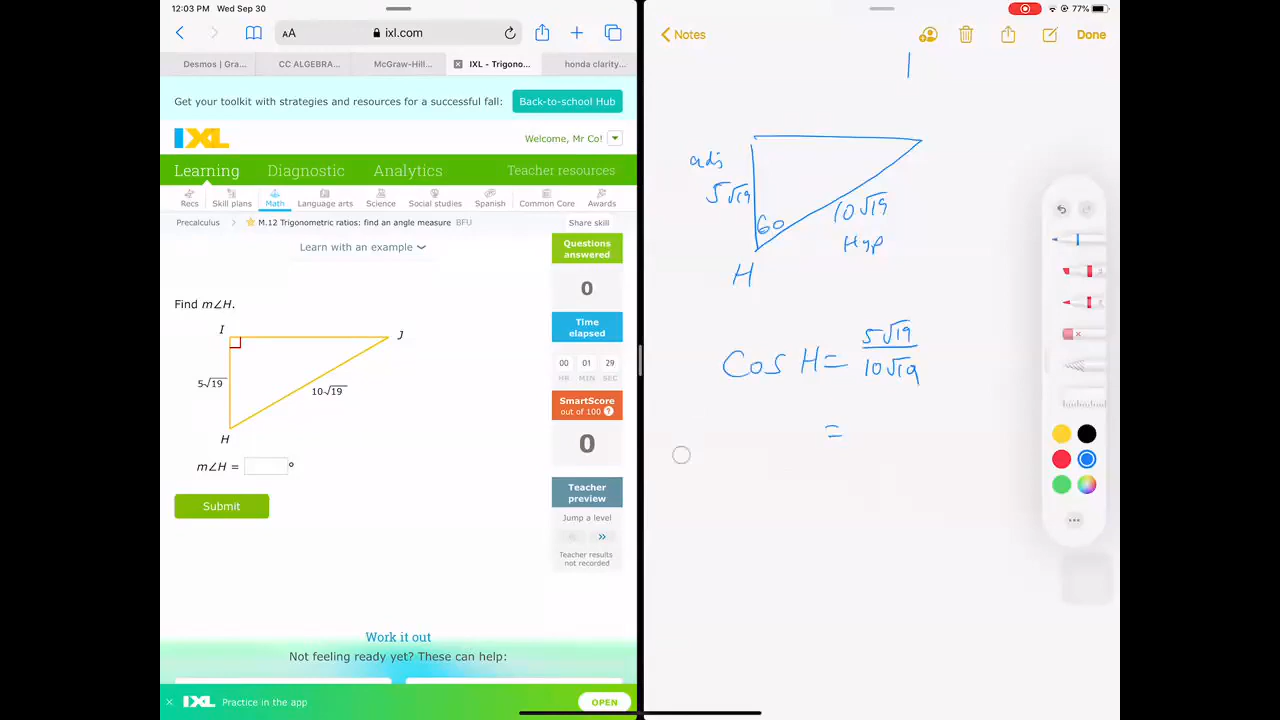 12:03 PM Wed Sep 30
AA ixl.com
Desmos | Gra...
CC ALGEBRA...
McGraw-Hill...
IXL - Trigono...
honda clarity...
Get your toolkit with strategies and resources for a successful fall: Back-to-school Hub
IXL
Welcome, Mr Co!
Learning Diagnostic Analytics Teacher resources
Recs Skill plans Math Language arts Science Social studies Spanish Common Core Awards
Precalculus > M.12 Trigonometric ratios: find an angle measure BFU Share skill
Learn with an example
Find m∠H.
I
J
5√19
10√19
H
m∠H = °
Submit
Questions answered
0
Time elapsed
00 01 29
HR MIN SEC
SmartScore
out of 100 ?
0
Teacher preview
Jump a level
Teacher results
not recorded
Work it out
Not feeling ready yet? These can help:
IXL Practice in the app OPEN
77%
Notes
Done
|
adj
5√19
60
10√19
Hyp
H
Cos H = 5√19 / 10√19
=